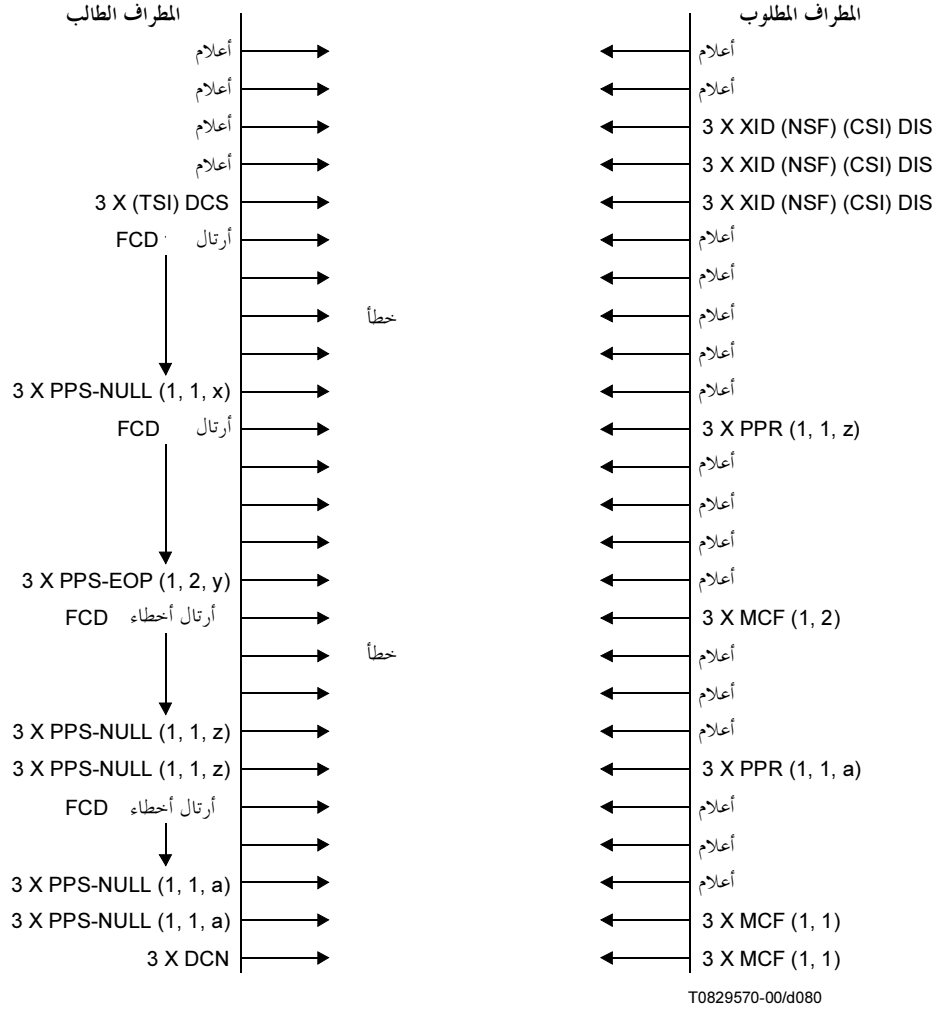 المطراف الطالب
المطراف المطلوب
أعلام
أعلام
أعلام
أعلام
أعلام
3 X XID (NSF) (CSI) DIS
أعلام
3 X XID (NSF) (CSI) DIS
3 X (TSI) DCS
3 X XID (NSF) (CSI) DIS
أرتال FCD
أعلام
أعلام
خطأ
أعلام
أعلام
3 X PPS-NULL (1, 1, x)
أعلام
أرتال FCD
3 X PPR (1, 1, z)
أعلام
أعلام
أعلام
3 X PPS-EOP (1, 2, y)
أعلام
أرتال أخطاء FCD
3 X MCF (1, 2)
خطأ
أعلام
أعلام
3 X PPS-NULL (1, 1, z)
أعلام
3 X PPS-NULL (1, 1, z)
3 X PPR (1, 1, a)
أرتال أخطاء FCD
أعلام
أعلام
3 X PPS-NULL (1, 1, a)
أعلام
3 X PPS-NULL (1, 1, a)
3 X MCF (1, 1)
3 X DCN
3 X MCF (1, 1)
T0829570-00/d080